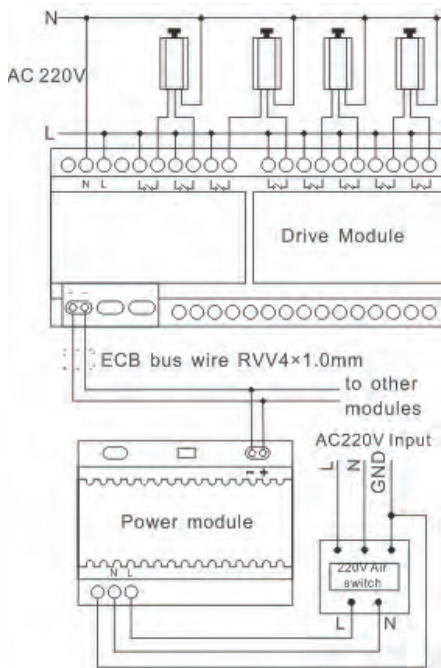 N
AC 220V
L
N L
Drive Module
- -
ECB bus wire RVV4×1.0mm
to other
modules
AC220V Input
L N GND
- +
Power module
N L
220V Air
switch
L N